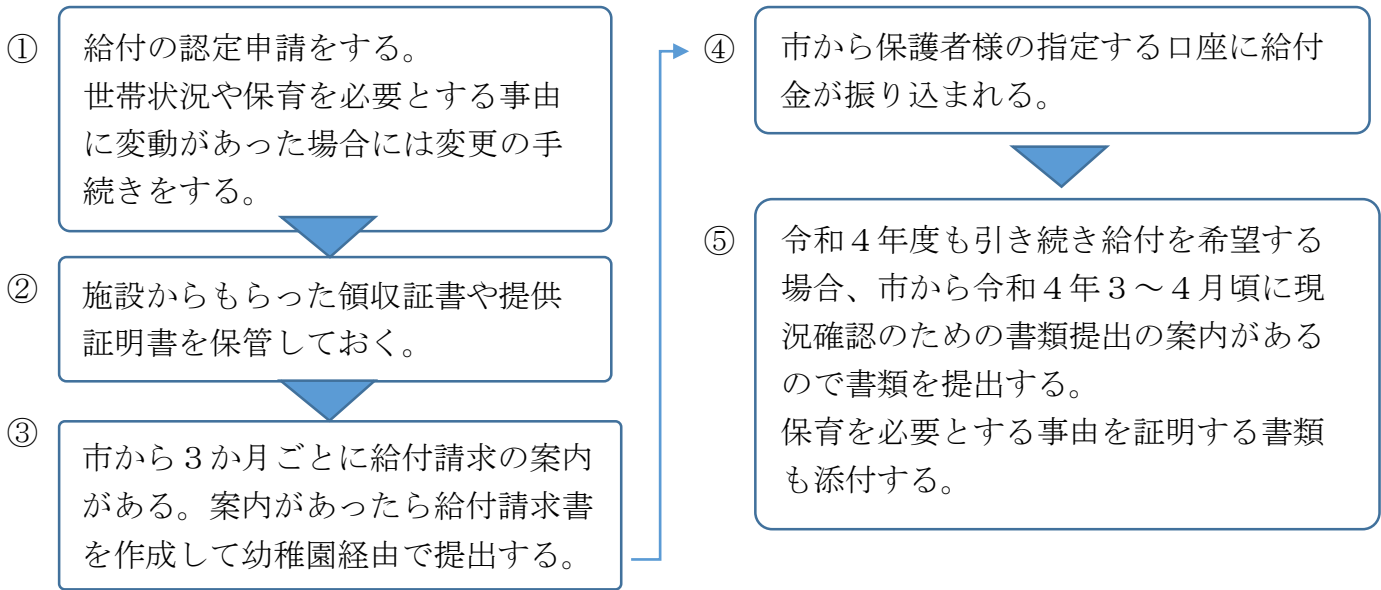 ①
給付の認定申請をする。
世帯状況や保育を必要とする事由
に変動があった場合には変更の手
続きをする。
②
施設からもらった領収証書や提供
証明書を保管しておく。
③
市から３か月ごとに給付請求の案内
がある。案内があったら給付請求書
を作成して幼稚園経由で提出する。
④
市から保護者様の指定する口座に給付
金が振り込まれる。
⑤
令和４年度も引き続き給付を希望する
場合、市から令和４年３～４月頃に現
況確認のための書類提出の案内がある
ので書類を提出する。
保育を必要とする事由を証明する書類
も添付する。